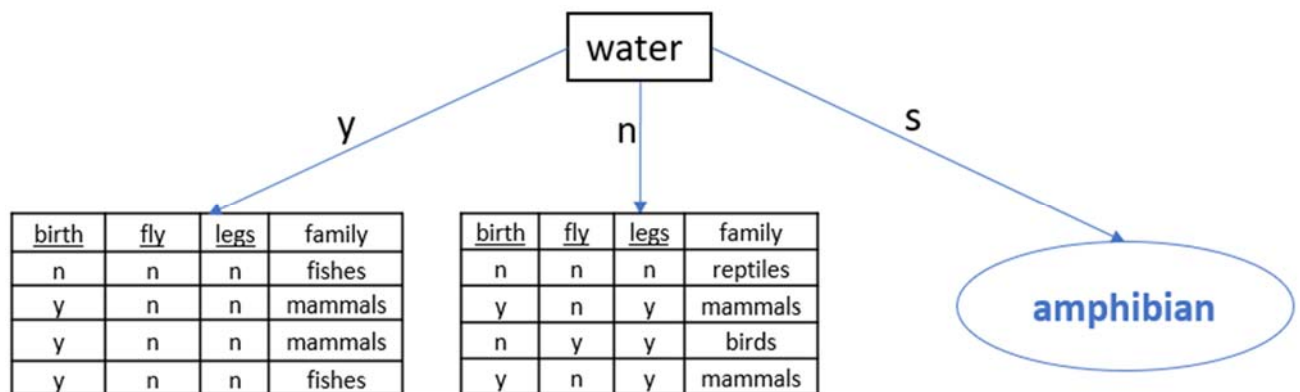 water
y
n
s
birth fly legs family
n n n fishes
y n n mammals
y n n mammals
y n n fishes
birth fly legs family
n n n reptiles
y n y mammals
n y y birds
y n y mammals
amphibian